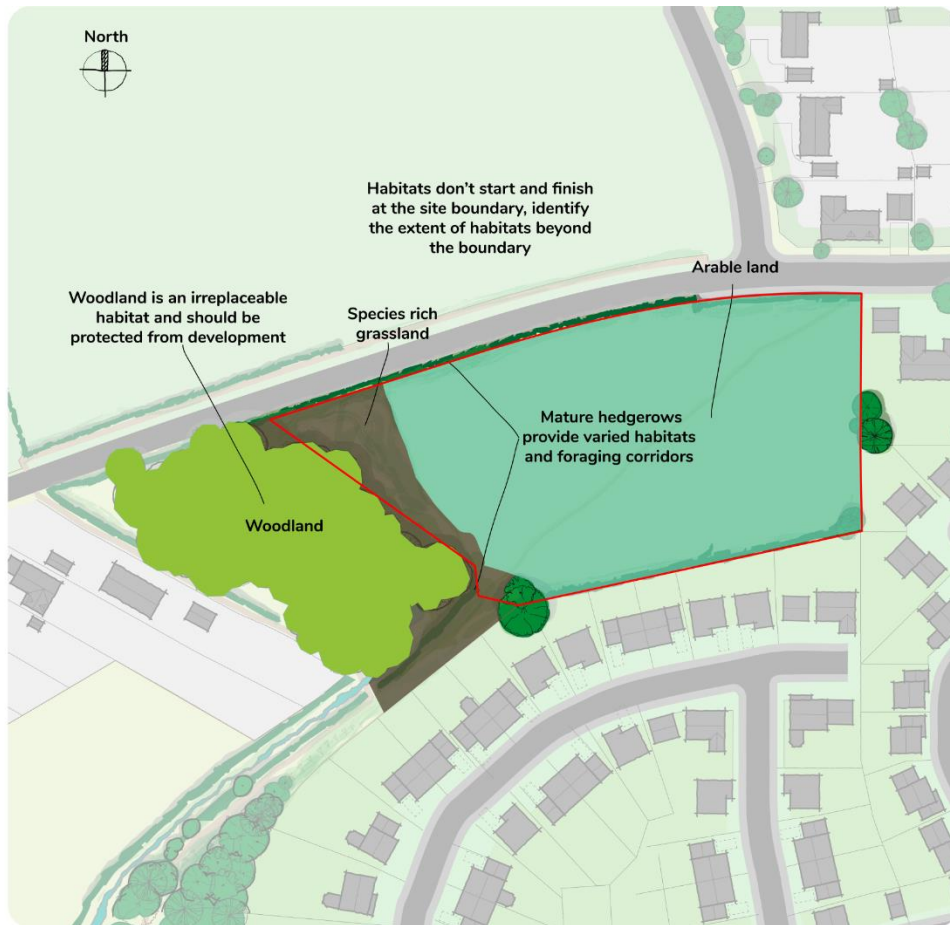 North
Habitats don't start and finish
at the site boundary, identify
the extent of habitats beyond
the boundary
Arable land
Woodland is an irreplaceable
habitat and should be
protected from development
Species rich
grassland
Mature hedgerows
provide varied habitats
and foraging corridors
Woodland